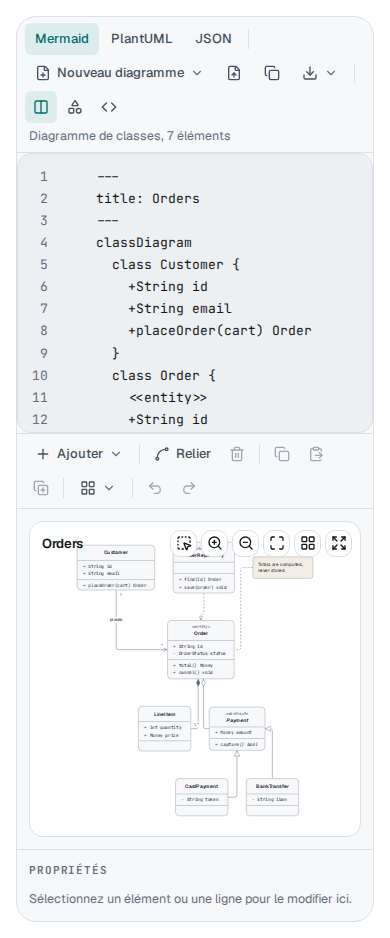 Mermaid PlantUML JSON
Nouveau diagramme
Diagramme de classes, 7 éléments
1 ---
2 title: Orders
3 ---
4 classDiagram
5 class Customer {
6 +String id
7 +String email
8 +placeOrder(cart) Order
9 }
10 class Order {
11 <<entity>>
12 +String id
Ajouter Relier
Orders
Customer
+ String id
+ String email
+ placeOrder(cart) Order
+ find(id) Order
+ save(order) void
Totals are computed,
never stored
places
Order
+ String id
- OrderStatus status
+ total() Money
+ cancel() void
LineItem
+ Int quantity
+ Money price
Payment
+ Money amount
+ capture() bool
CardPayment
- String token
BankTransfer
- String iban
PROPRIÉTÉS
Sélectionnez un élément ou une ligne pour le modifier ici.